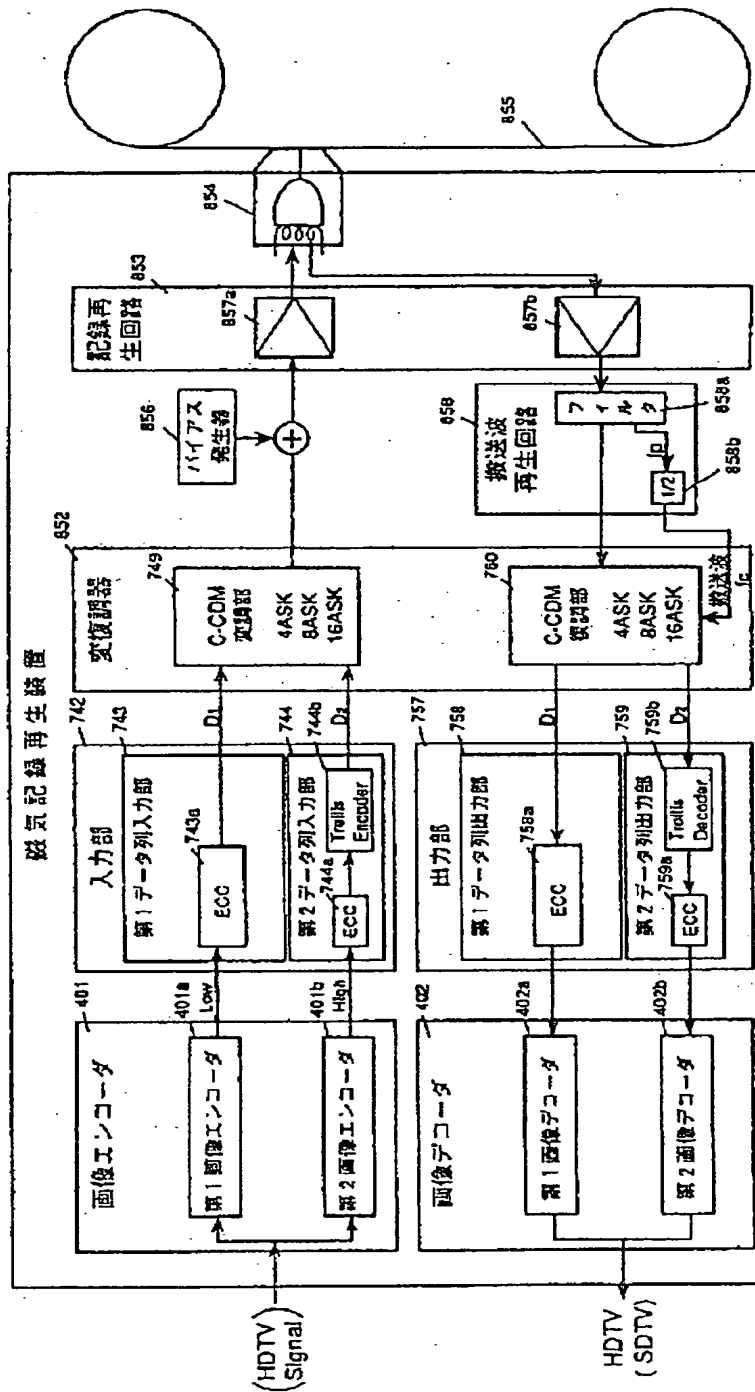 磁気記録再生装置
(HDTV
Signal)
401
画像エンコーダ
401a
第1画像エンコーダ
401b
第2画像エンコーダ
Low
High
742
入力部
743
第1データ列入力部
743a
ECC
744
第2データ列入力部
744a
ECC
744b
Trellis
Encoder
D1
D2
852
変復調器
749
C-CDM
変調部
4ASK
8ASK
16ASK
856
バイアス
発生器
+
853
記録再
生回路
857a
854
855
857b
858
搬送波
再生回路
フィルタ
858a
fp
1/2
858b
搬送波
fc
760
C-CDM
復調部
4ASK
8ASK
16ASK
D1
D2
757
出力部
758
第1データ列出力部
758a
ECC
759
第2データ列出力部
759a
ECC
759b
Trellis
Decoder
402
画像デコーダ
402a
第1画像デコーダ
402b
第2画像デコーダ
HDTV
(SDTV)